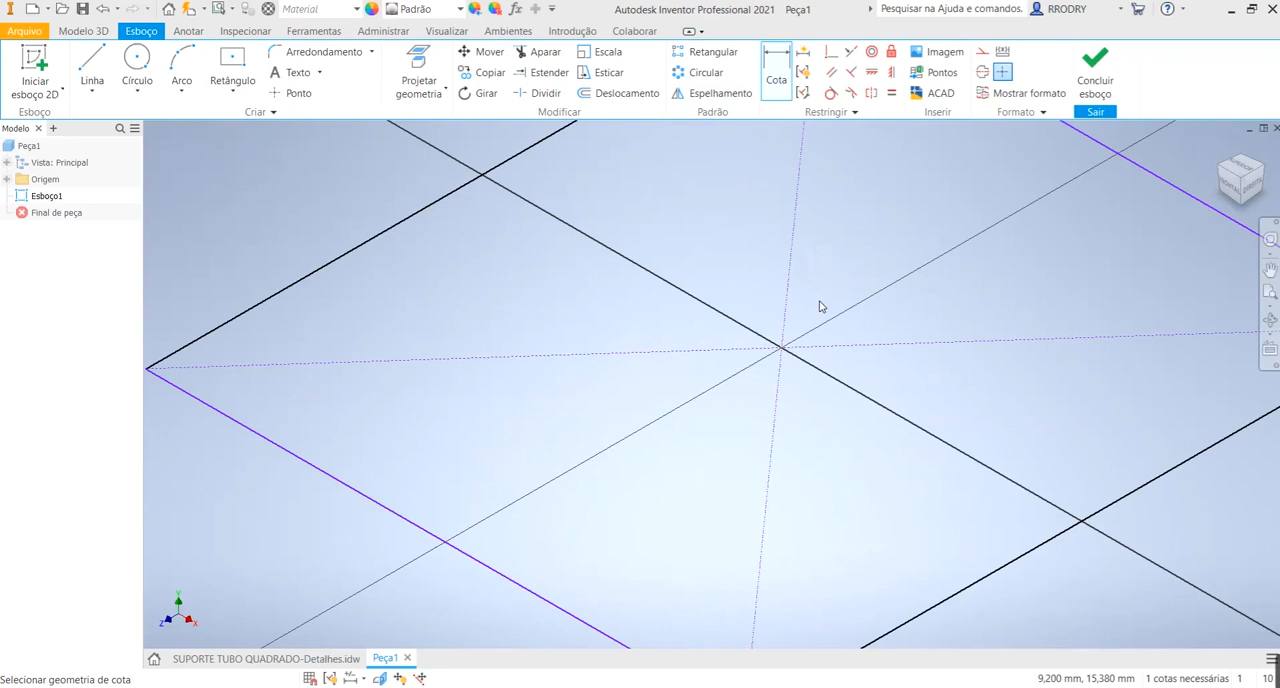 Material
Padrão
Autodesk Inventor Professional 2021
Peça1
Pesquisar na Ajuda e comandos.
RRODRY
Arquivo
Modelo 3D
Esboço
Anotar
Inspecionar
Ferramentas
Administrar
Visualizar
Ambientes
Introdução
Colaborar
Iniciar
esboço 2D
Linha
Círculo
Arco
Retângulo
Arredondamento
Texto
Ponto
Projetar
geometria
Mover
Copiar
Girar
Aparar
Estender
Dividir
Escala
Esticar
Deslocamento
Retangular
Circular
Espelhamento
Cota
Imagem
Pontos
ACAD
Mostrar formato
Concluir
esboço
Esboço
Criar
Modificar
Padrão
Restringir
Inserir
Formato
Sair
Modelo
Peça1
Vista: Principal
Origem
Esboço1
Final de peça
SUPERIOR
FRONTAL
DIREITA
Y
Z
X
SUPORTE TUBO QUADRADO-Detalhes.idw
Peça1
Selecionar geometria de cota
9,200 mm, 15,380 mm
1 cotas necessárias
1
10